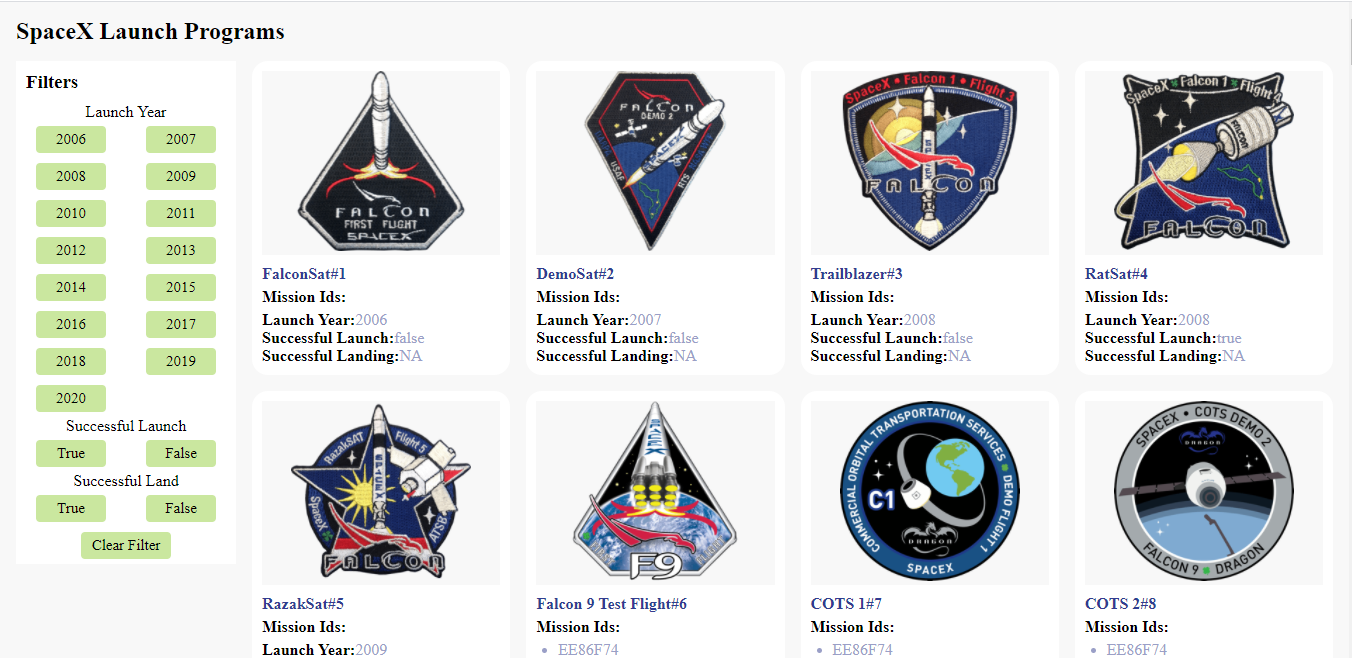 SpaceX Launch Programs
Filters
Launch Year
2006 2007
2008 2009
2010 2011
2012 2013
2014 2015
2016 2017
2018 2019
2020
Successful Launch
True False
Successful Land
True False
Clear Filter
FALCON
FIRST FLIGHT
SPACEX
FalconSat#1
Mission Ids:
Launch Year:2006
Successful Launch:false
Successful Landing:NA
FALCON
DEMO 2
SPACEX
USAF
DemoSat#2
Mission Ids:
Launch Year:2007
Successful Launch:false
Successful Landing:NA
SpaceX • Falcon 1 • Flight 3
SPACEX
FALCON
Trailblazer#3
Mission Ids:
Launch Year:2008
Successful Launch:false
Successful Landing:NA
SpaceX Falcon 1 Flight 4
FALCON
FALCON
RatSat#4
Mission Ids:
Launch Year:2008
Successful Launch:true
Successful Landing:NA
RazakSAT Flight 5
SPACEX
SpaceX ATSB
FALCON
RazakSat#5
Mission Ids:
Launch Year:2009
SPACEX
F9
Falcon 9 Test Flight#6
Mission Ids:
• EE86F74
COMMERCIAL ORBITAL TRANSPORTATION SERVICES
DEMO FLIGHT 1
C1
DRAGON
SPACEX
COTS 1#7
Mission Ids:
• EE86F74
SPACEX • COTS DEMO 2
DRAGON
FALCON 9 DRAGON
COTS 2#8
Mission Ids:
• EE86F74